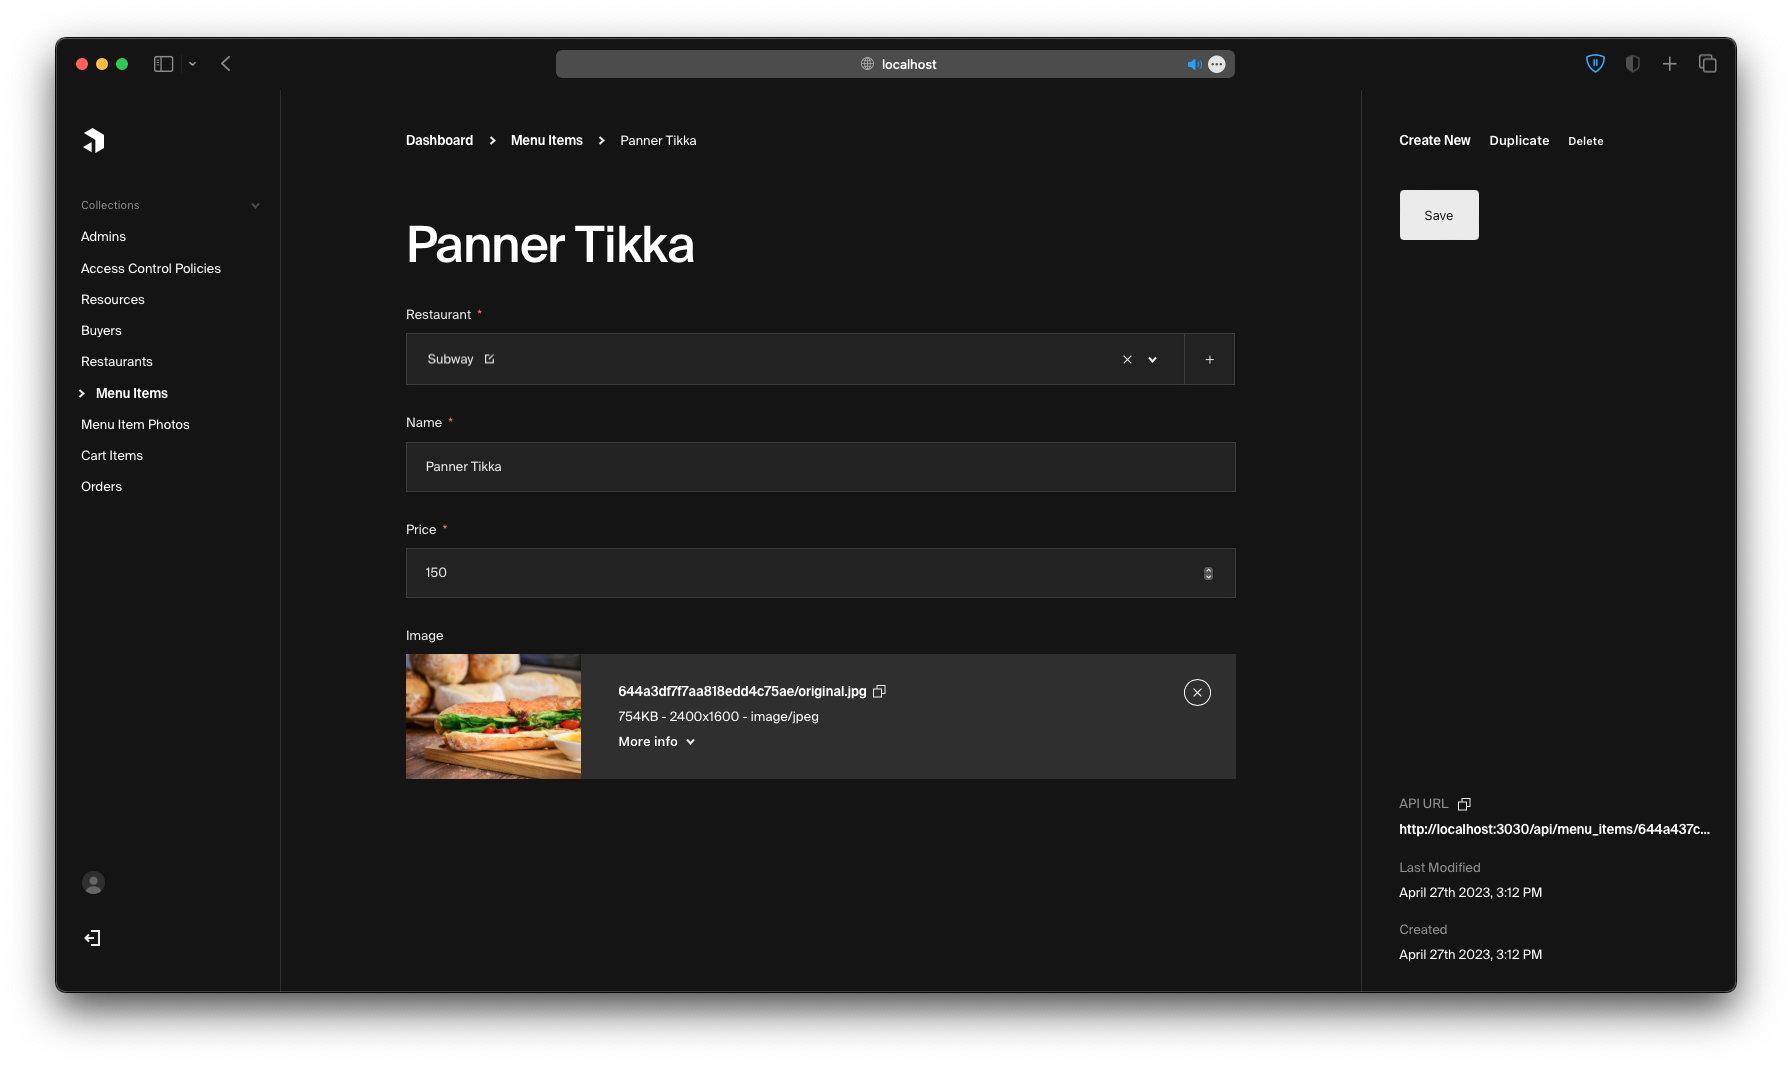 localhost
Collections
Admins
Access Control Policies
Resources
Buyers
Restaurants
Menu Items
Menu Item Photos
Cart Items
Orders
Dashboard > Menu Items > Panner Tikka
Panner Tikka
Restaurant *
Subway
Name *
Panner Tikka
Price *
150
Image
644a3df7f7aa818edd4c75ae/original.jpg
754KB - 2400x1600 - image/jpeg
More info
Create New Duplicate Delete
Save
API URL
http://localhost:3030/api/menu_items/644a437c...
Last Modified
April 27th 2023, 3:12 PM
Created
April 27th 2023, 3:12 PM